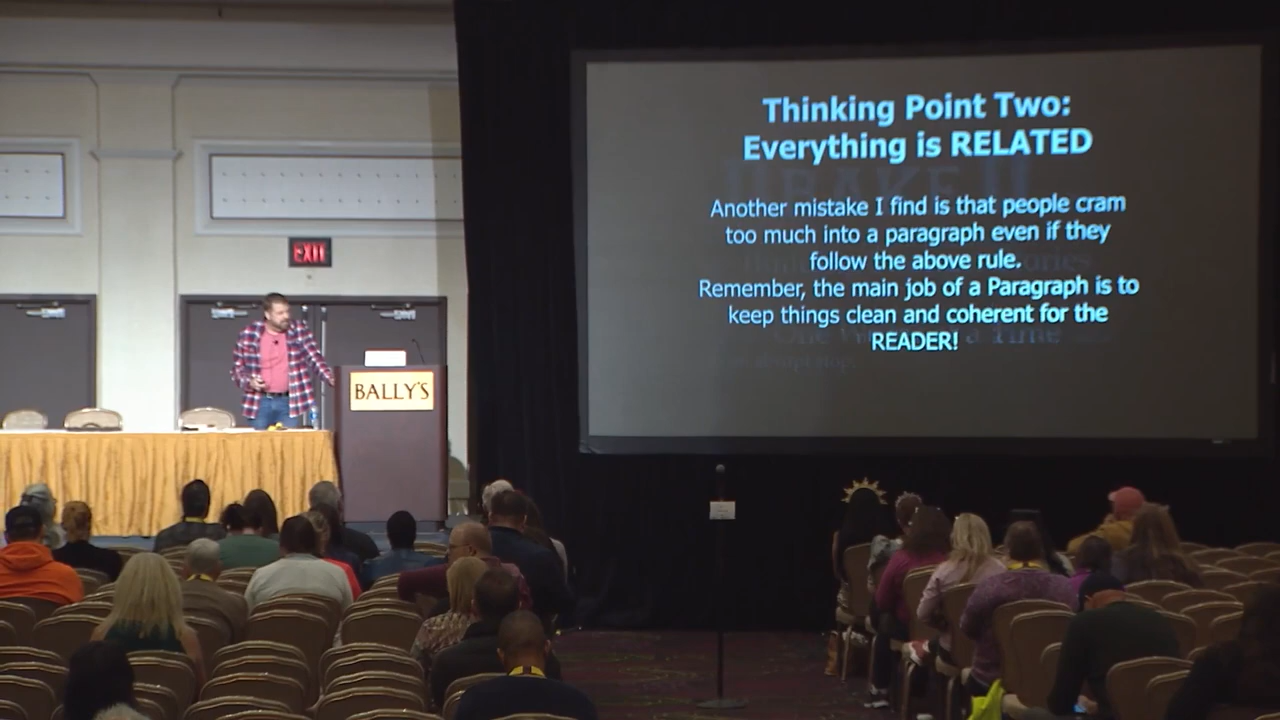 EXIT
BALLY'S
Thinking Point Two:
Everything is RELATED
Another mistake I find is that people cram
too much into a paragraph even if they
follow the above rule.
Remember, the main job of a Paragraph is to
keep things clean and coherent for the
READER!